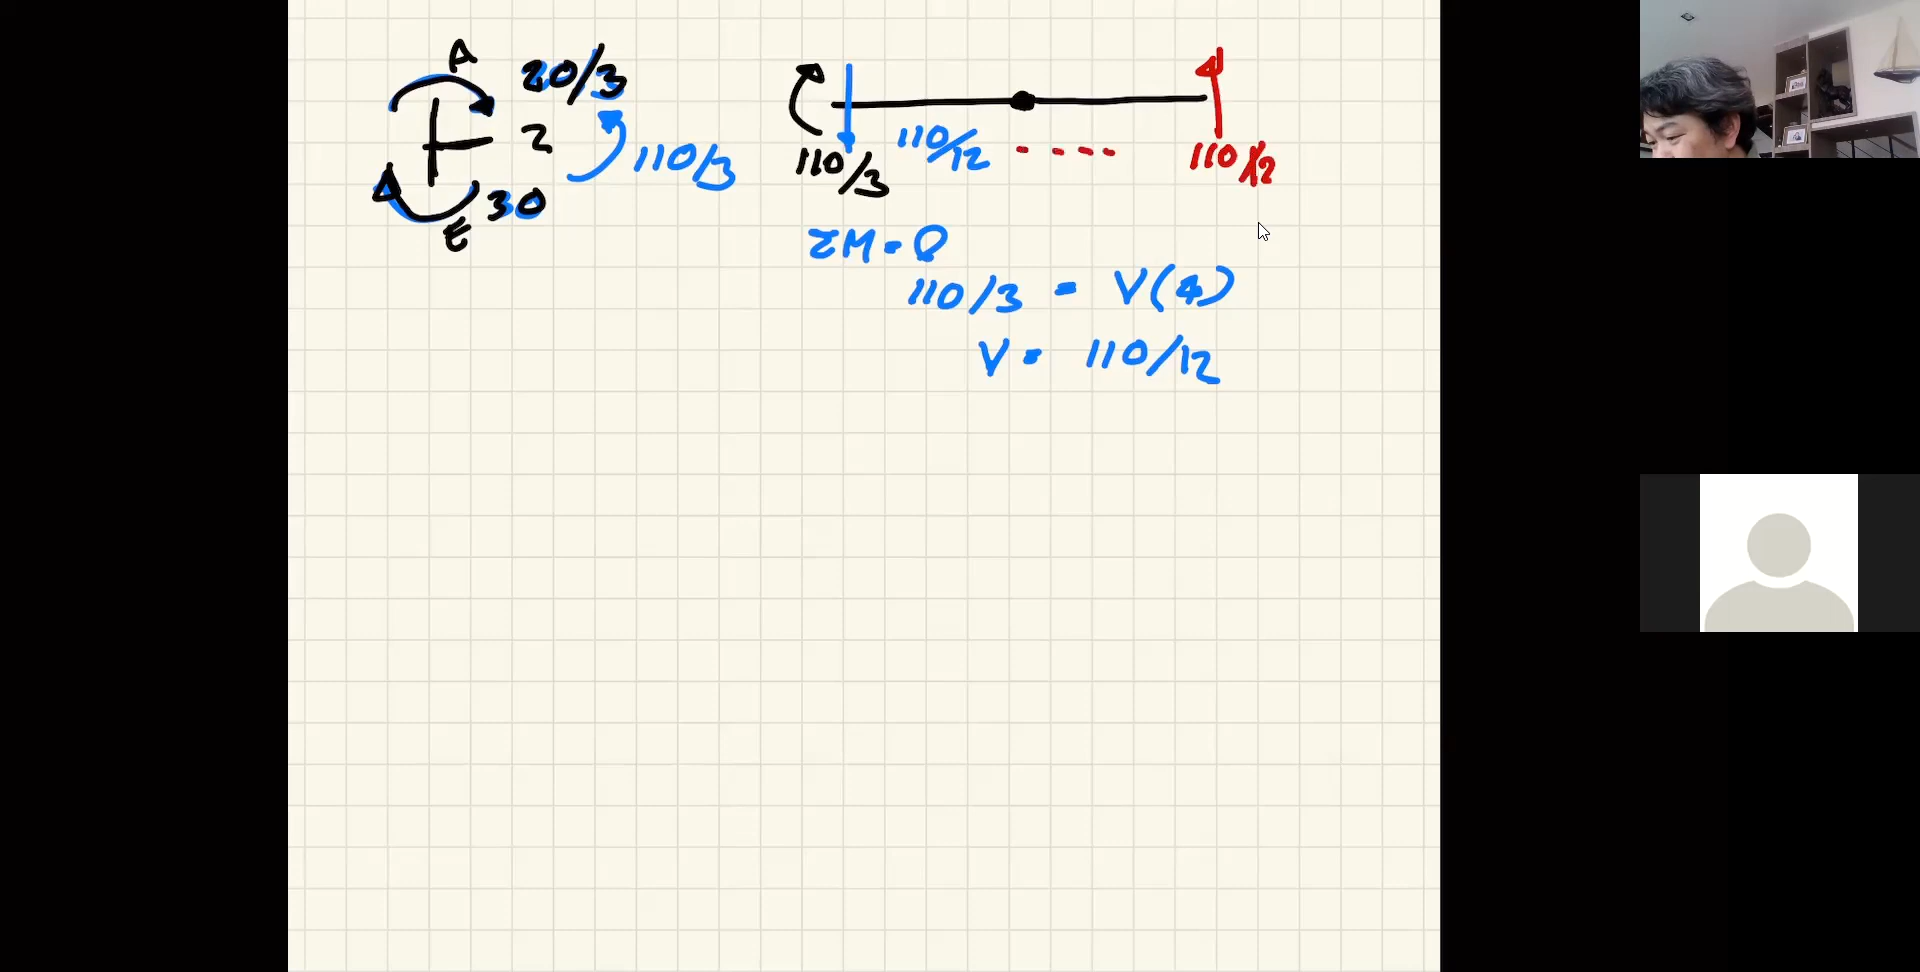 A
20/3
2
110/3
30
E
110/3
110/12
110/12
ΣM = 0
110/3 = V(4)
V = 110/12